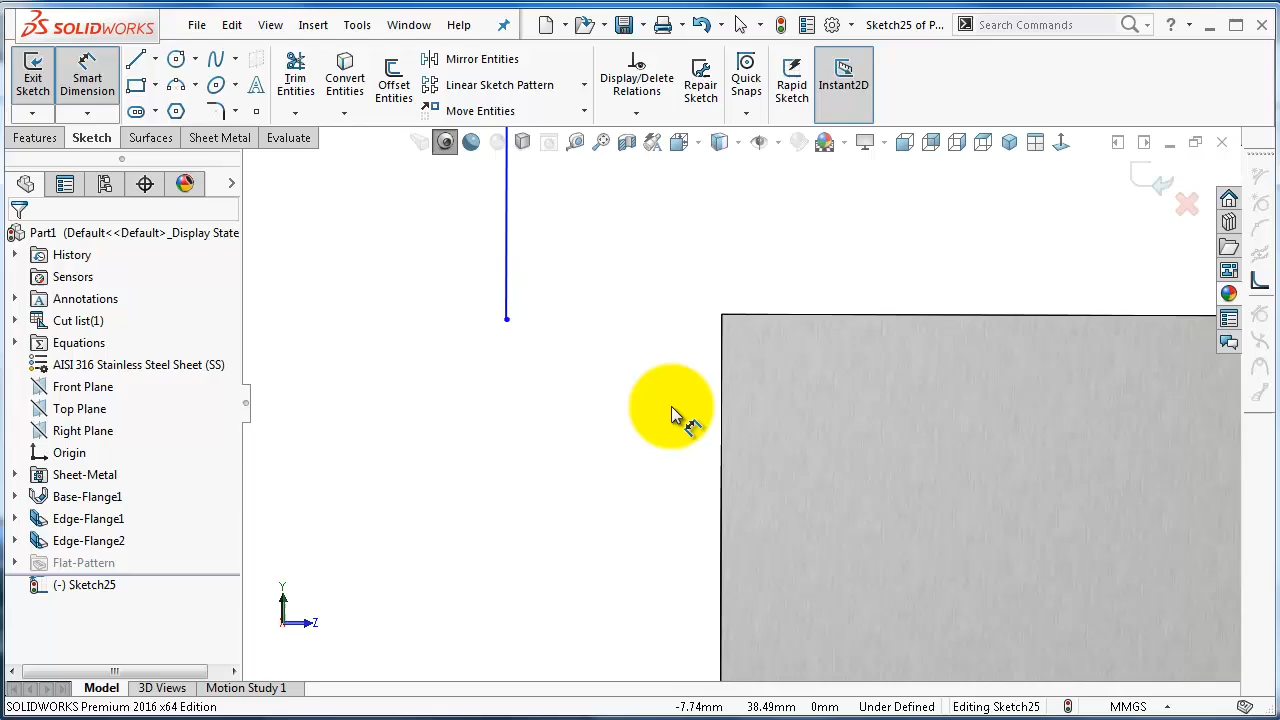 SOLIDWORKS File Edit View Insert Tools Window Help Sketch25 of P... Search Commands ?
Exit Sketch Smart Dimension Trim Entities Convert Entities Offset Entities Mirror Entities Linear Sketch Pattern Move Entities Display/Delete Relations Repair Sketch Quick Snaps Rapid Sketch Instant2D
Features Sketch Surfaces Sheet Metal Evaluate
Part1 (Default<<Default>_Display State
History
Sensors
Annotations
Cut list(1)
Equations
AISI 316 Stainless Steel Sheet (SS)
Front Plane
Top Plane
Right Plane
Origin
Sheet-Metal
Base-Flange1
Edge-Flange1
Edge-Flange2
Flat-Pattern
(-) Sketch25
Y
Z
Model 3D Views Motion Study 1
SOLIDWORKS Premium 2016 x64 Edition -7.74mm 38.49mm 0mm Under Defined Editing Sketch25 MMGS